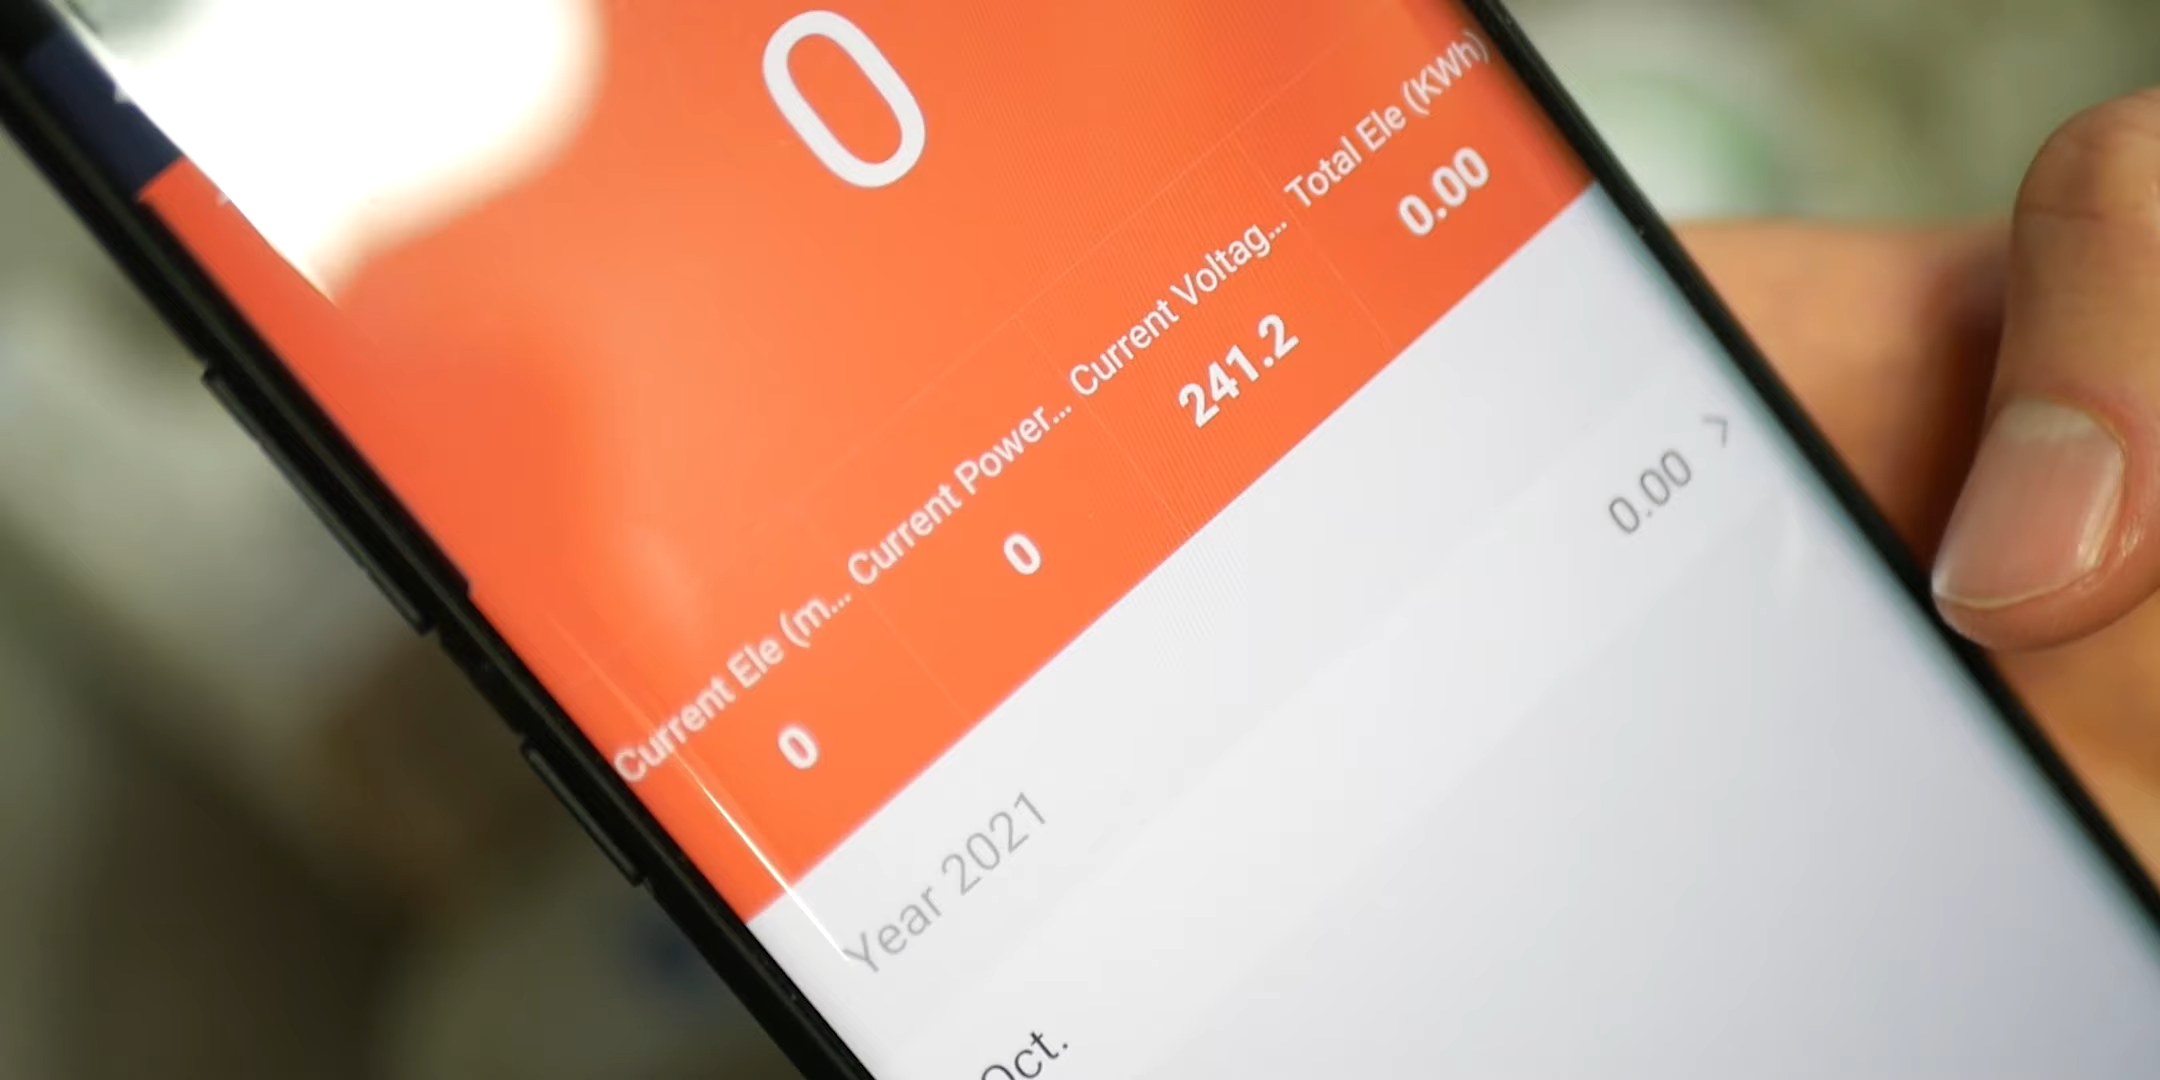 0
Current Ele (m... Current Power... Current Voltag... Total Ele (KWh)
0 0 241.2 0.00
Year 2021 0.00 >
Oct.